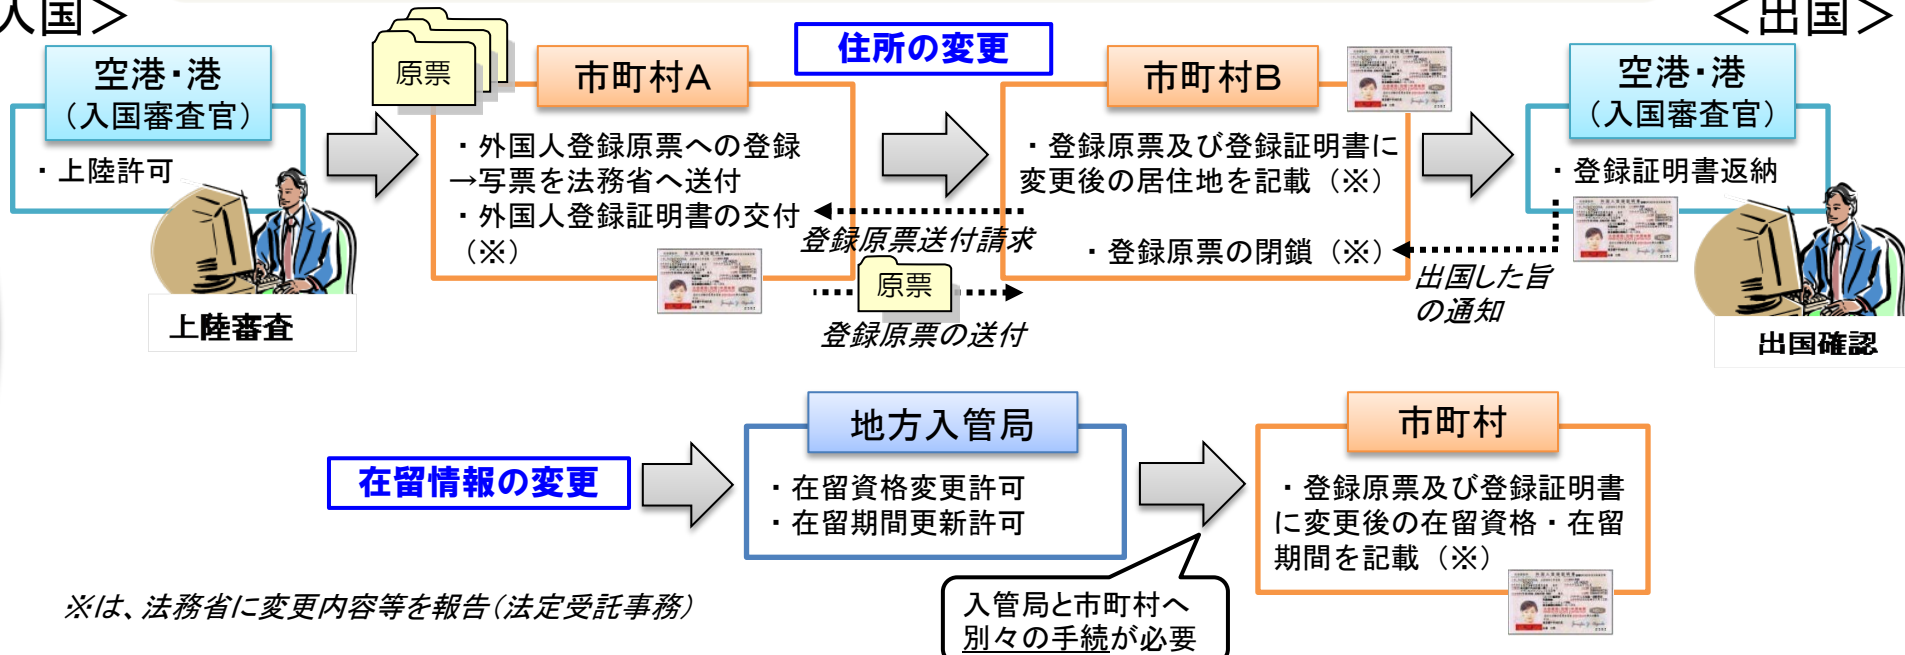 入国＞
＜出国＞
空港・港
（入国審査官）
・上陸許可
上陸審査
原票
市町村A
・外国人登録原票への登録
→写票を法務省へ送付
・外国人登録証明書の交付
（※）
住所の変更
登録原票送付請求
原票
登録原票の送付
市町村B
・登録原票及び登録証明書に
変更後の居住地を記載（※）
・登録原票の閉鎖（※）
出国した旨
の通知
空港・港
（入国審査官）
・登録証明書返納
出国確認
在留情報の変更
地方入管局
・在留資格変更許可
・在留期間更新許可
入管局と市町村へ
別々の手続が必要
市町村
・登録原票及び登録証明書
に変更後の在留資格・在留
期間を記載（※）
※は、法務省に変更内容等を報告（法定受託事務）